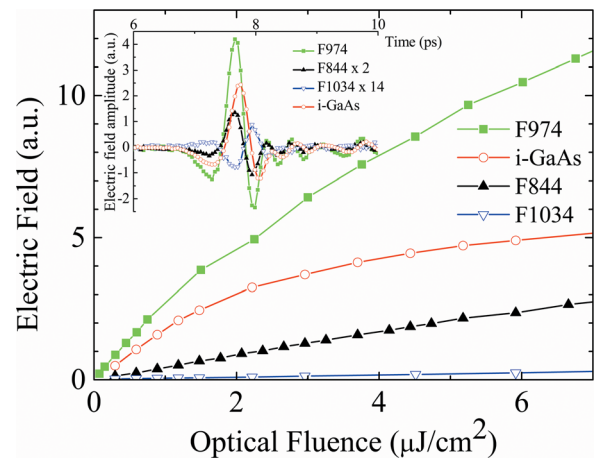 6 8 10
Time (ps)
4
3
2
1
0
-1
-2
Electric field amplitude (a.u.)
F974
F844 x 2
F1034 x 14
i-GaAs
10
5
0
Electric Field (a.u.)
F974
i-GaAs
F844
F1034
0 2 4 6
Optical Fluence (μJ/cm2)